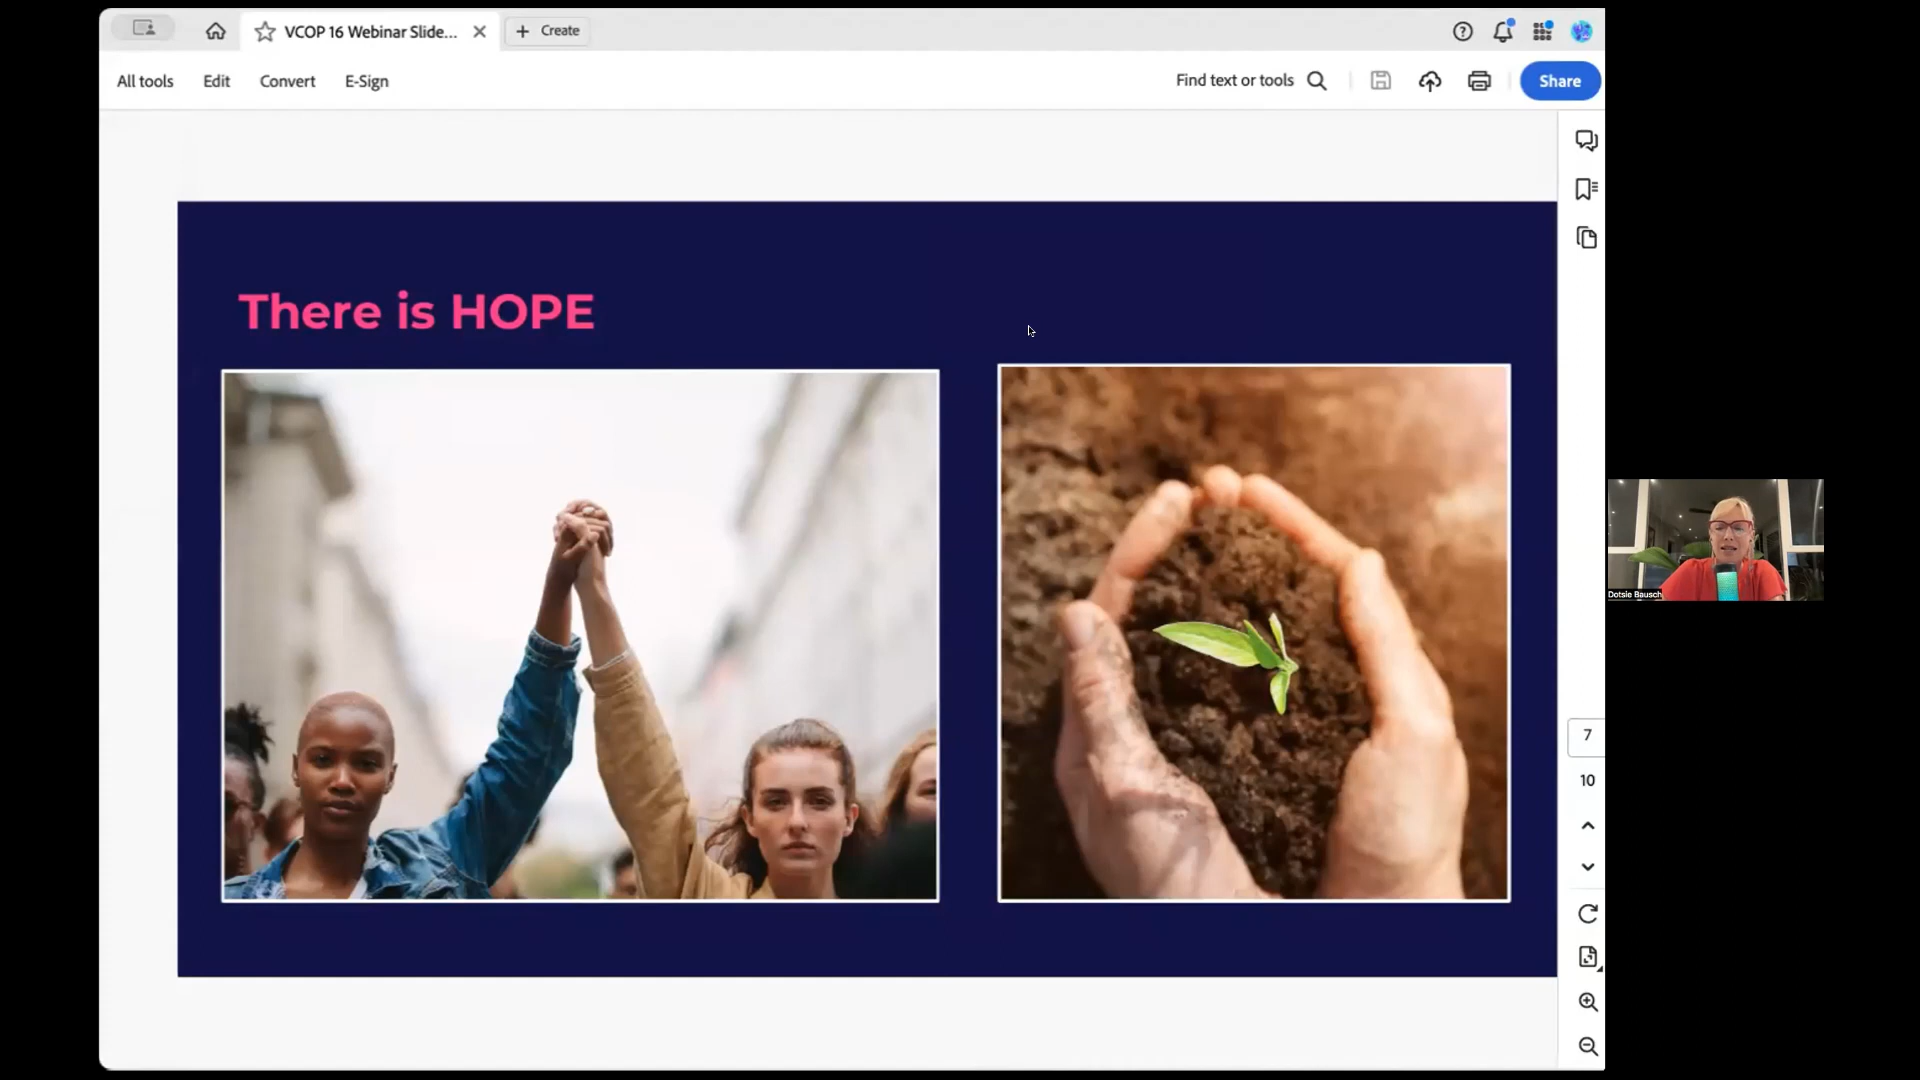 VCOP 16 Webinar Slide...
Create
All tools
Edit
Convert
E-Sign
Find text or tools
Share
There is HOPE
Dotsie Bausch
7
10